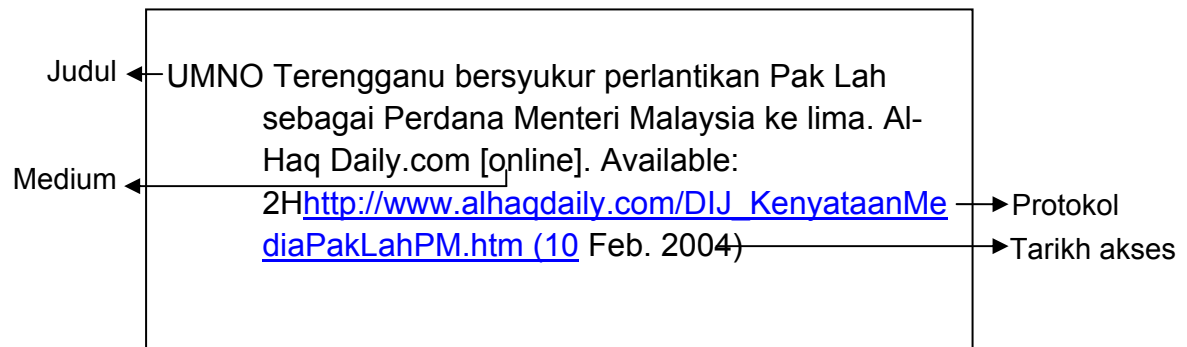 Judul
UMNO Terengganu bersyukur perlantikan Pak Lah
sebagai Perdana Menteri Malaysia ke lima. Al-
Haq Daily.com [online]. Available:
Medium
2Hhttp://www.alhaqdaily.com/DIJ_KenyataanMe
Protokol
diaPakLahPM.htm (10 Feb. 2004)
Tarikh akses